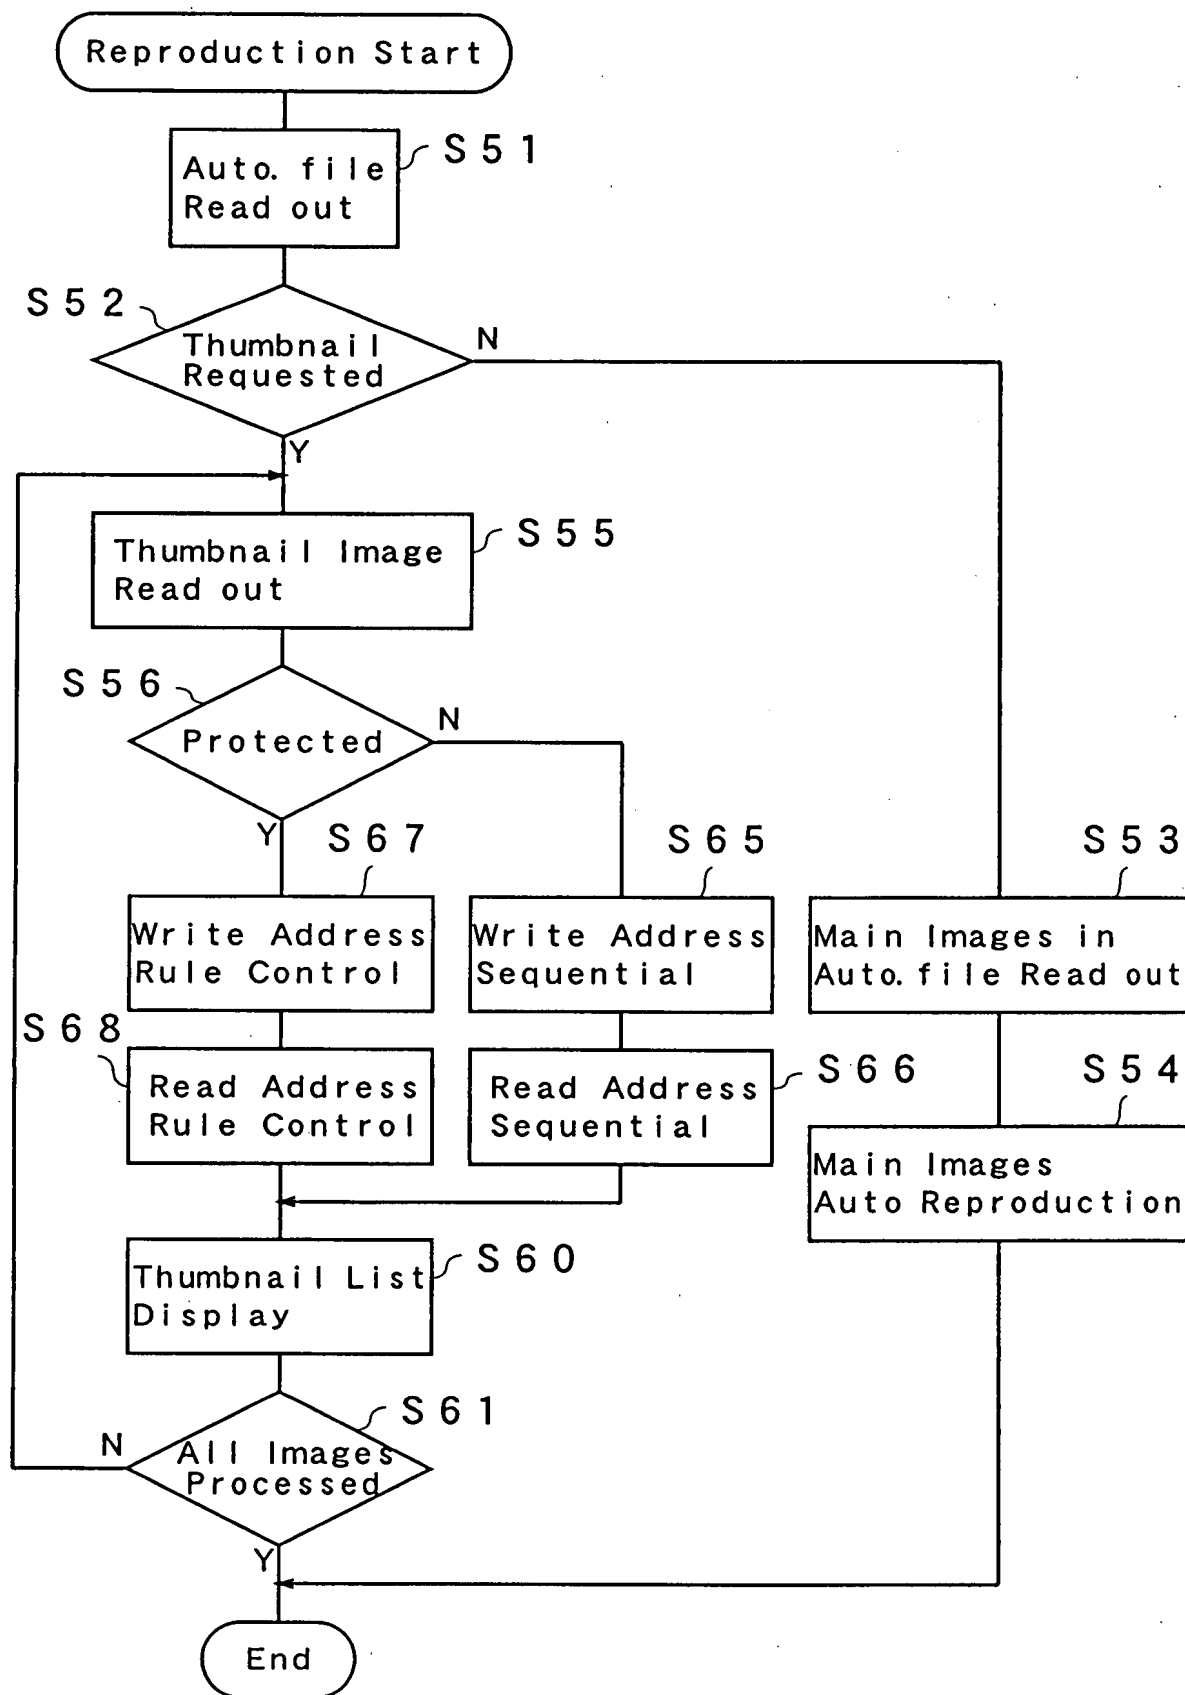 Reproduction Start
S51
Auto. file
Read out
S52
Thumbnail
Requested
N
Y
S55
Thumbnail Image
Read out
S56
Protected
N
Y
S67
S65
S53
Write Address
Rule Control
Write Address
Sequential
Main Images in
Auto. file Read out
S68
S66
S54
Read Address
Rule Control
Read Address
Sequential
Main Images
Auto Reproduction
S60
Thumbnail List
Display
S61
N
All Images
Processed
Y
End